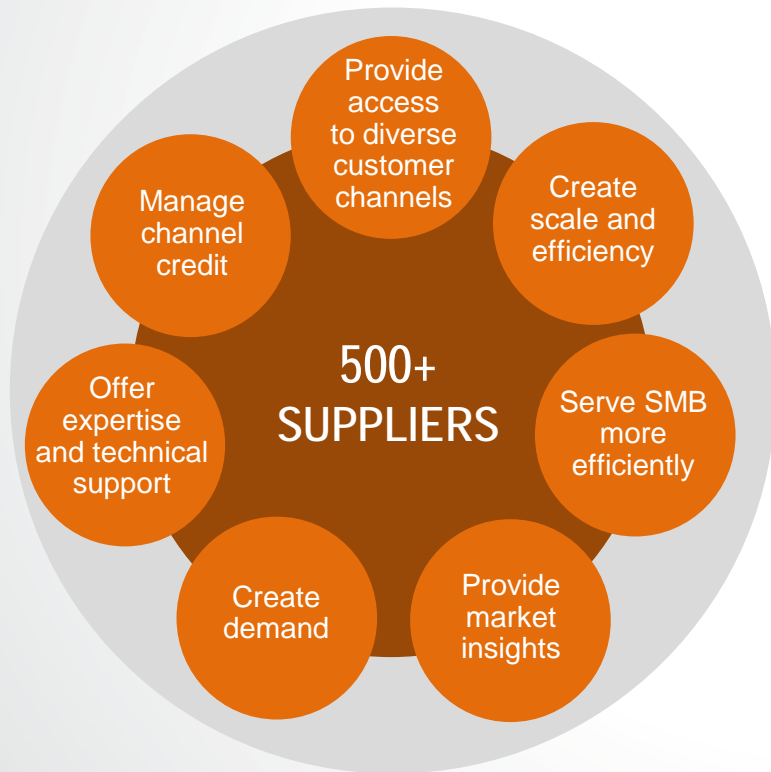 Provide
access
to diverse
customer
channels
Create
scale and
efficiency
Serve SMB
more
efficiently
Provide
market
insights
Create
demand
Offer
expertise
and technical
support
Manage
channel
credit
500+
SUPPLIERS